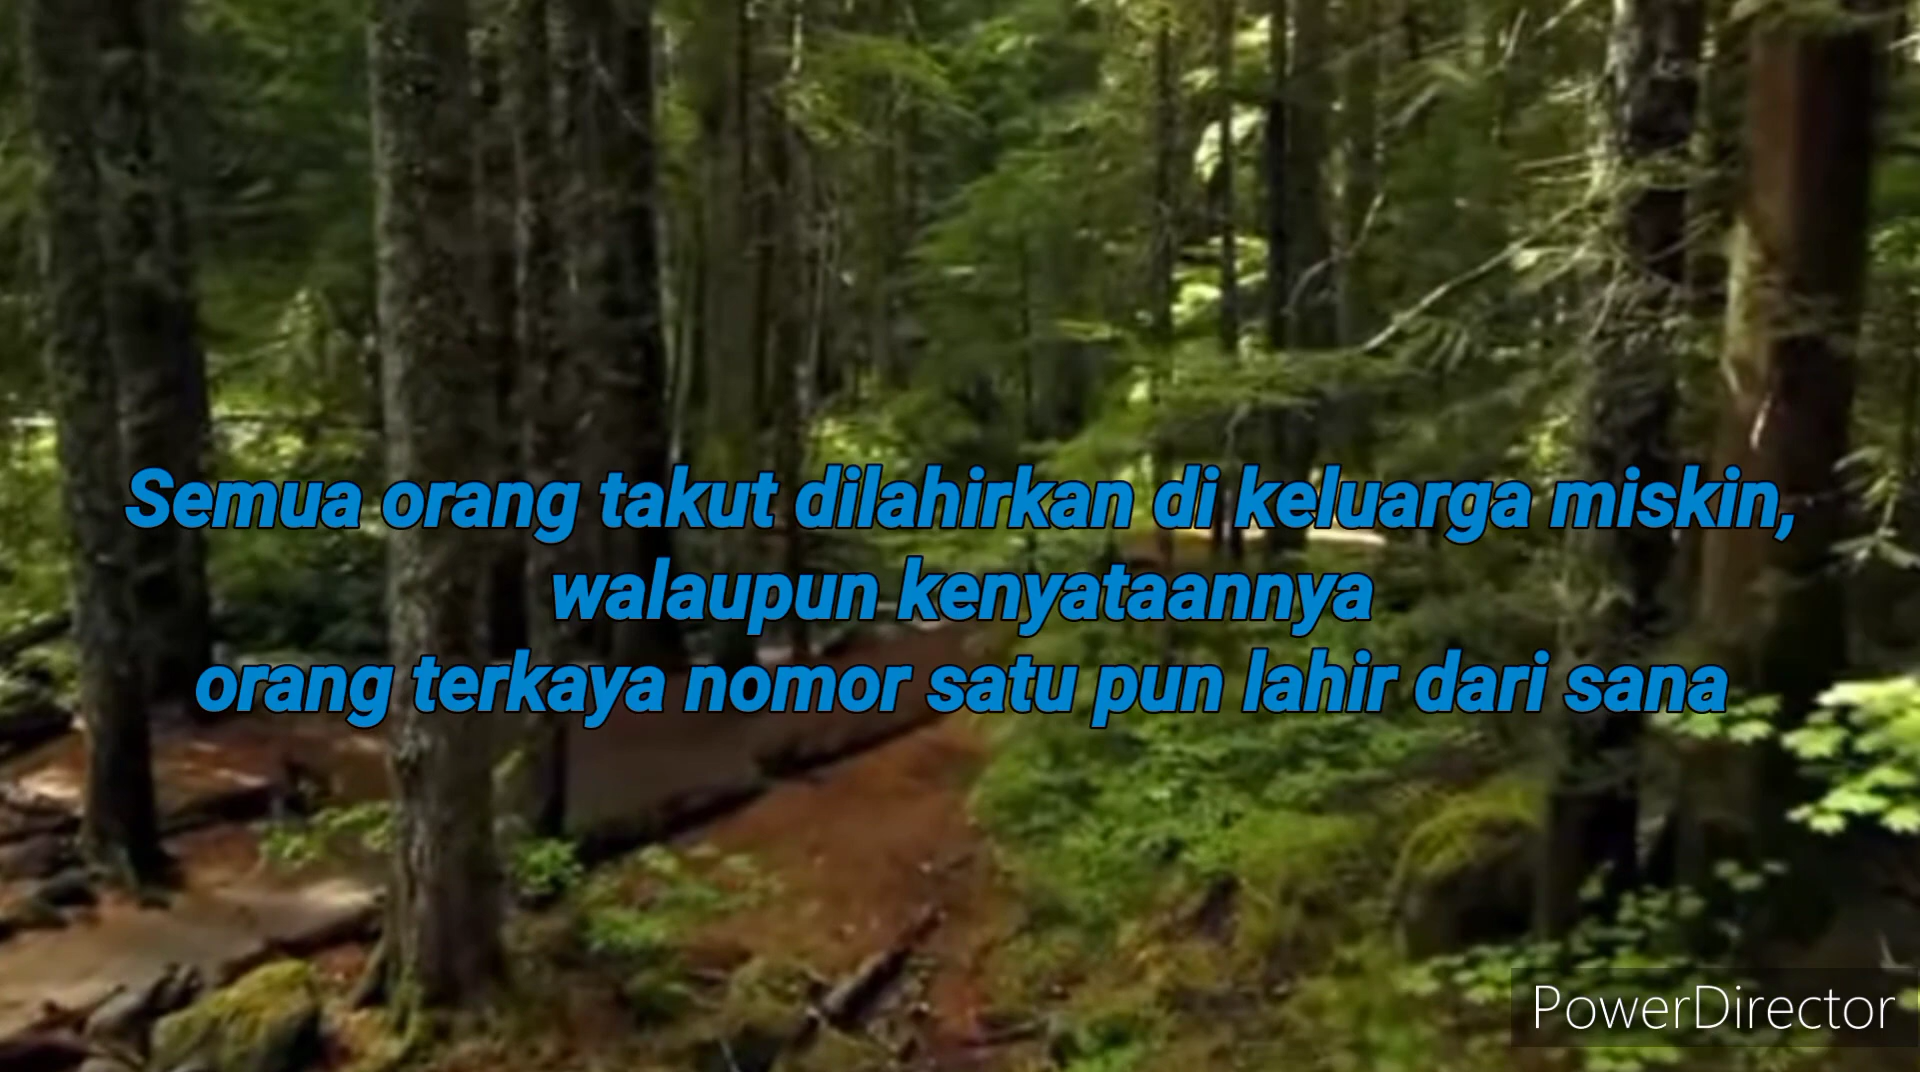 Semua orang takut dilahirkan di keluarga miskin,
walaupun kenyataannya
orang terkaya nomor satu pun lahir dari sana
PowerDirector